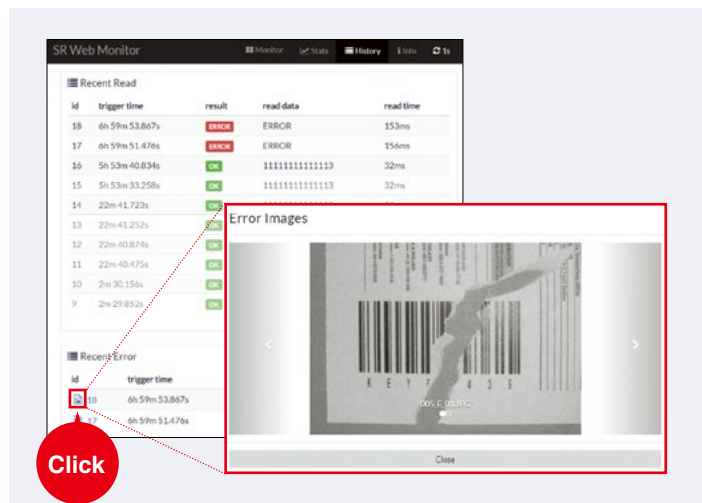 SR Web Monitor
Monitor Stats History Info 1s
Recent Read
id trigger time result read data read time
18 6h 59m 53.867s ERROR ERROR 153ms
17 6h 59m 51.476s ERROR ERROR 156ms
16 5h 53m 40.834s OK 11111111111113 32ms
15 5h 53m 33.258s OK 11111111111113 32ms
14 22m 41.723s OK
13 22m 41.252s OK
12 22m 40.874s OK
11 22m 40.475s OK
10 2m 30.156s OK
9 2m 29.852s OK
Recent Error
id trigger time
18 6h 59m 53.867s
17 6h 59m 51.476s
Click
Error Images
K E Y 4 3 5
Close